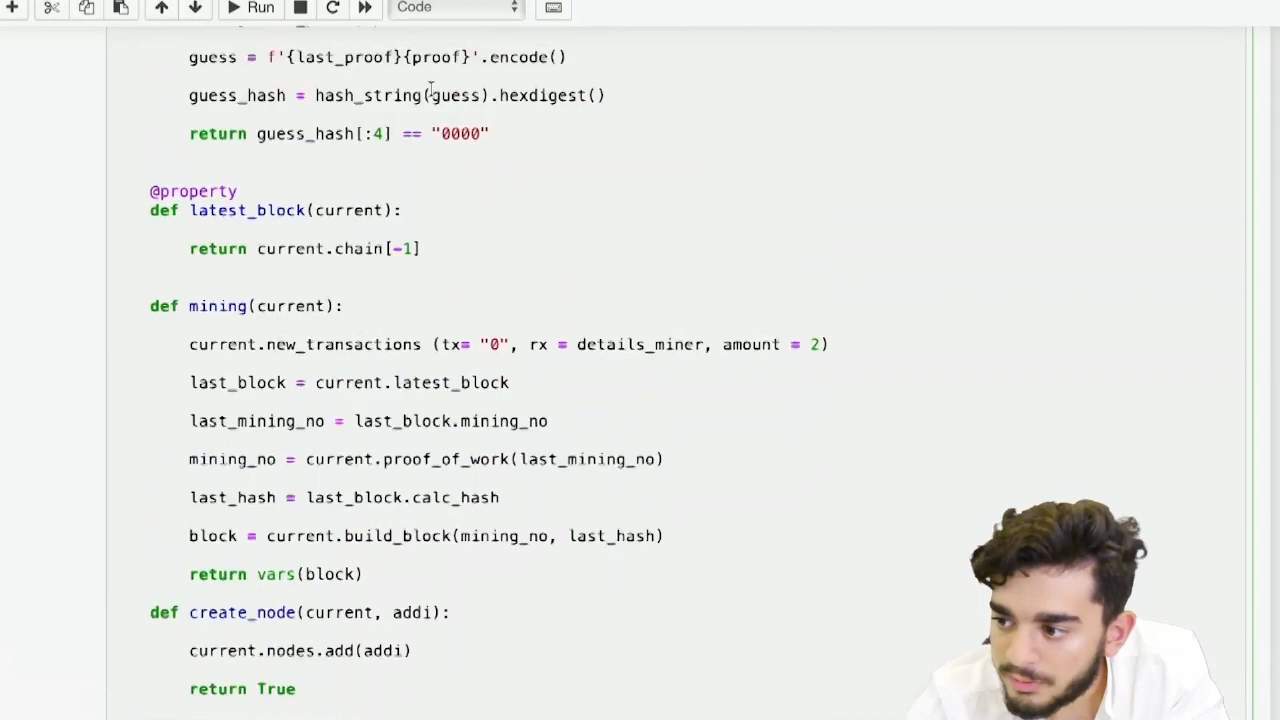 Run
Code
guess = f'{last_proof}{proof}'.encode()
guess_hash = hash_string(guess).hexdigest()
return guess_hash[:4] == "0000"
@property
def latest_block(current):
return current.chain[-1]
def mining(current):
current.new_transactions (tx= "0", rx = details_miner, amount = 2)
last_block = current.latest_block
last_mining_no = last_block.mining_no
mining_no = current.proof_of_work(last_mining_no)
last_hash = last_block.calc_hash
block = current.build_block(mining_no, last_hash)
return vars(block)
def create_node(current, addi):
current.nodes.add(addi)
return True